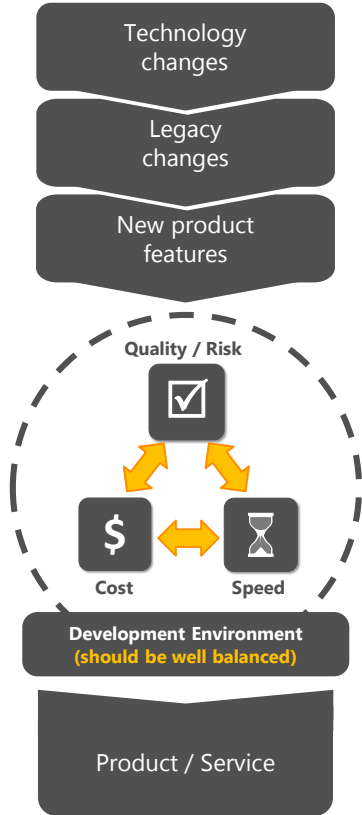 Technology
changes
Legacy
changes
New product
features
Quality / Risk
$
Cost
Speed
Development Environment
(should be well balanced)
Product / Service